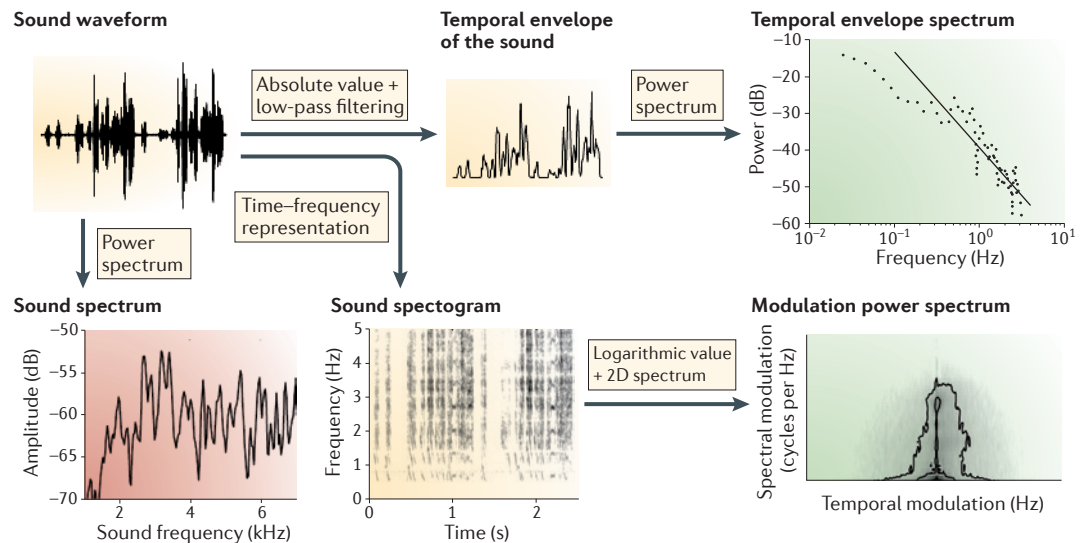 Sound waveform
Absolute value +
low-pass filtering
Temporal envelope
of the sound
Power
spectrum
Temporal envelope spectrum
Power (dB)
–10
–20
–30
–40
–50
–60
10–2
10–1
100
101
Frequency (Hz)
Time–frequency
representation
Power
spectrum
Sound spectrum
Amplitude (dB)
–50
–55
–60
–65
–70
2
4
6
Sound frequency (kHz)
Sound spectogram
Frequency (Hz)
5
4
3
2
1
0
0
1
2
Time (s)
Logarithmic value
+ 2D spectrum
Modulation power spectrum
Spectral modulation
(cycles per Hz)
Temporal modulation (Hz)